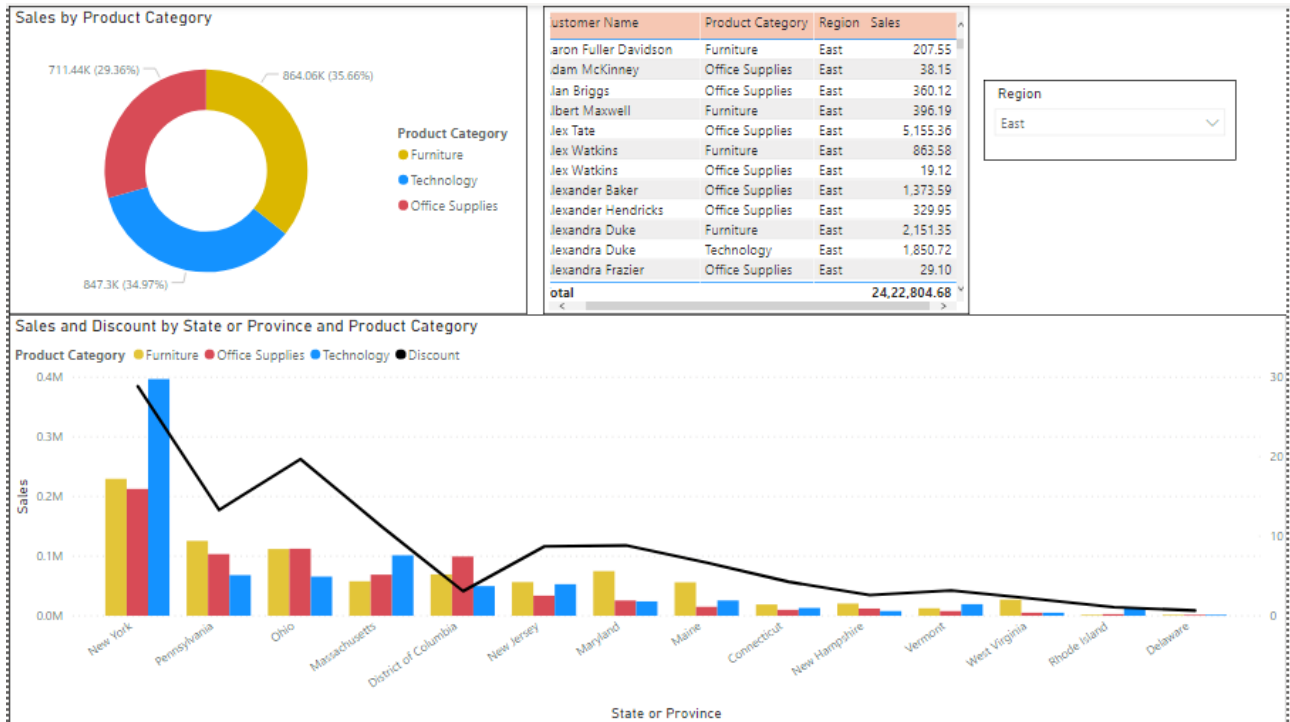 Sales by Product Category
711.44K (29.36%)
864.06K (35.66%)
847.3K (34.97%)
Product Category
Furniture
Technology
Office Supplies
ustomer Name Product Category Region Sales
aron Fuller Davidson Furniture East 207.55
dam McKinney Office Supplies East 38.15
lan Briggs Office Supplies East 360.12
lbert Maxwell Furniture East 396.19
lex Tate Office Supplies East 5,155.36
lex Watkins Furniture East 863.58
lex Watkins Office Supplies East 19.12
lexander Baker Office Supplies East 1,373.59
lexander Hendricks Office Supplies East 329.95
lexandra Duke Furniture East 2,151.35
lexandra Duke Technology East 1,850.72
lexandra Frazier Office Supplies East 29.10
otal 24,22,804.68
Region
East
Sales and Discount by State or Province and Product Category
Product Category Furniture Office Supplies Technology Discount
0.4M
0.3M
0.2M
0.1M
0.0M
Sales
30
20
10
0
New York
Pennsylvania
Ohio
Massachusetts
District of Columbia
New Jersey
Maryland
Maine
Connecticut
New Hampshire
Vermont
West Virginia
Rhode Island
Delaware
State or Province